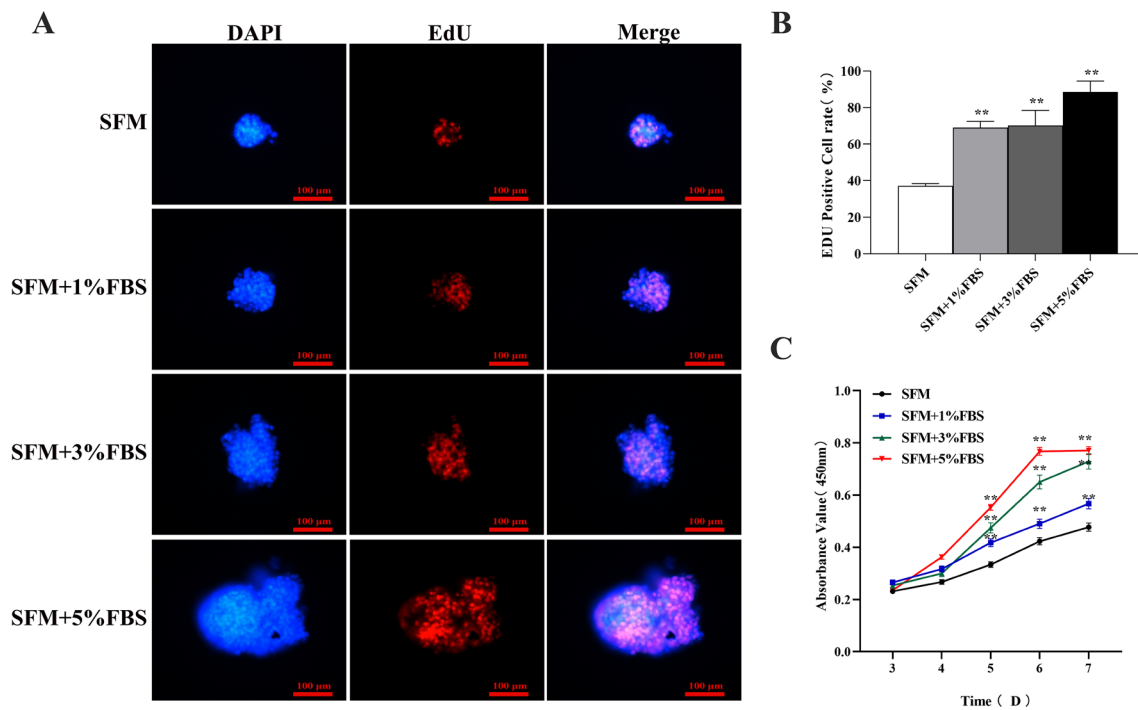 A
DAPI EdU Merge
SFM
100 μm 100 μm 100 μm
SFM+1%FBS
100 μm 100 μm 100 μm
SFM+3%FBS
100 μm 100 μm 100 μm
SFM+5%FBS
100 μm 100 μm 100 μm
B
EDU Positive Cell rate( %)
100
80
60
40
20
0
** ** **
SFM SFM+1%FBS SFM+3%FBS SFM+5%FBS
C
Absorbance Value( 450nm)
1.0
0.8
0.6
0.4
0.2
0.0
SFM
SFM+1%FBS
SFM+3%FBS
SFM+5%FBS
** ** **
** ** **
** ** **
3 4 5 6 7
Time( D )